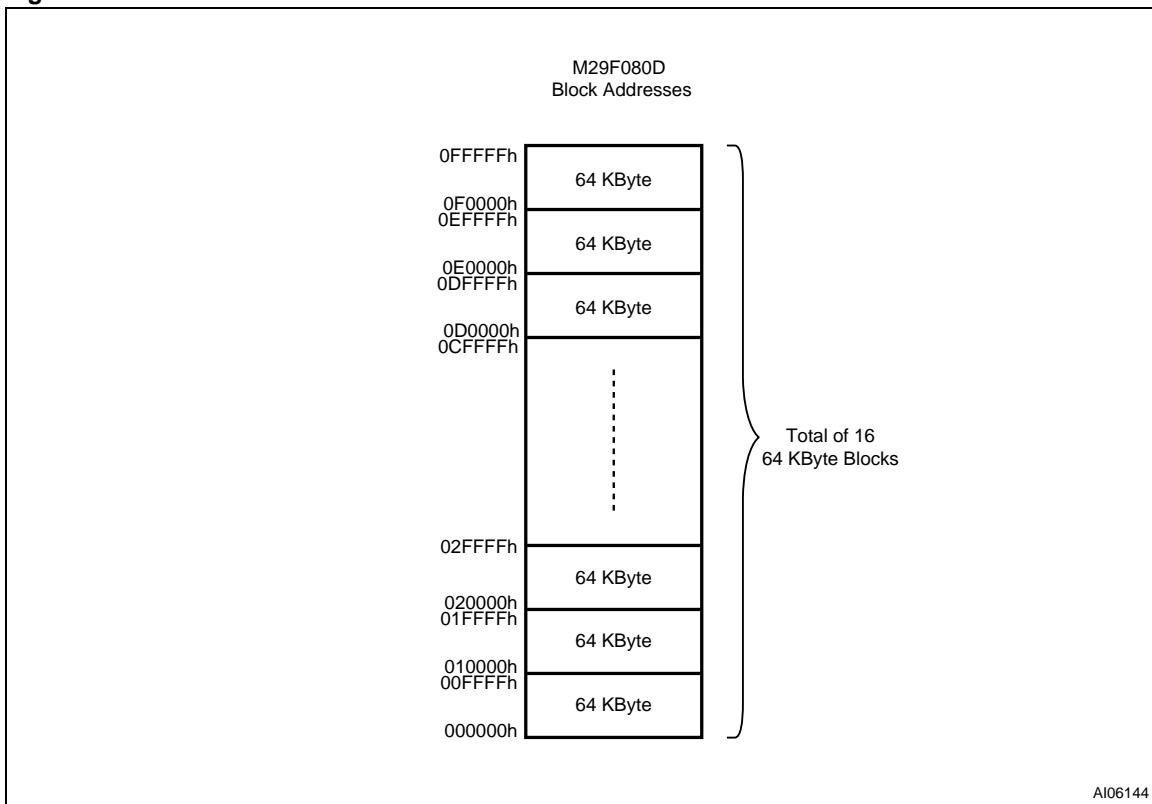 M29F080D
Block Addresses
0FFFFFh
64 KByte
0F0000h
0EFFFFh
64 KByte
0E0000h
0DFFFFh
64 KByte
0D0000h
0CFFFFh
Total of 16
64 KByte Blocks
02FFFFh
64 KByte
020000h
01FFFFh
64 KByte
010000h
00FFFFh
64 KByte
000000h
AI06144